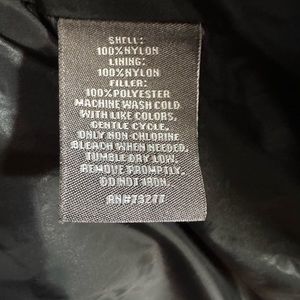 SHELL:
100%NYLON
LINING:
100%NYLON
FILLER:
100%POLYESTER
MACHINE WASH COLD
WITH LIKE COLORS,
GENTLE CYCLE,
ONLY NON-CHLORINE
BLEACH WHEN NEEDED,
TUMBLE DRY LOW,
REMOVE PROMPTLY,
DO NOT IRON.
RN#73277